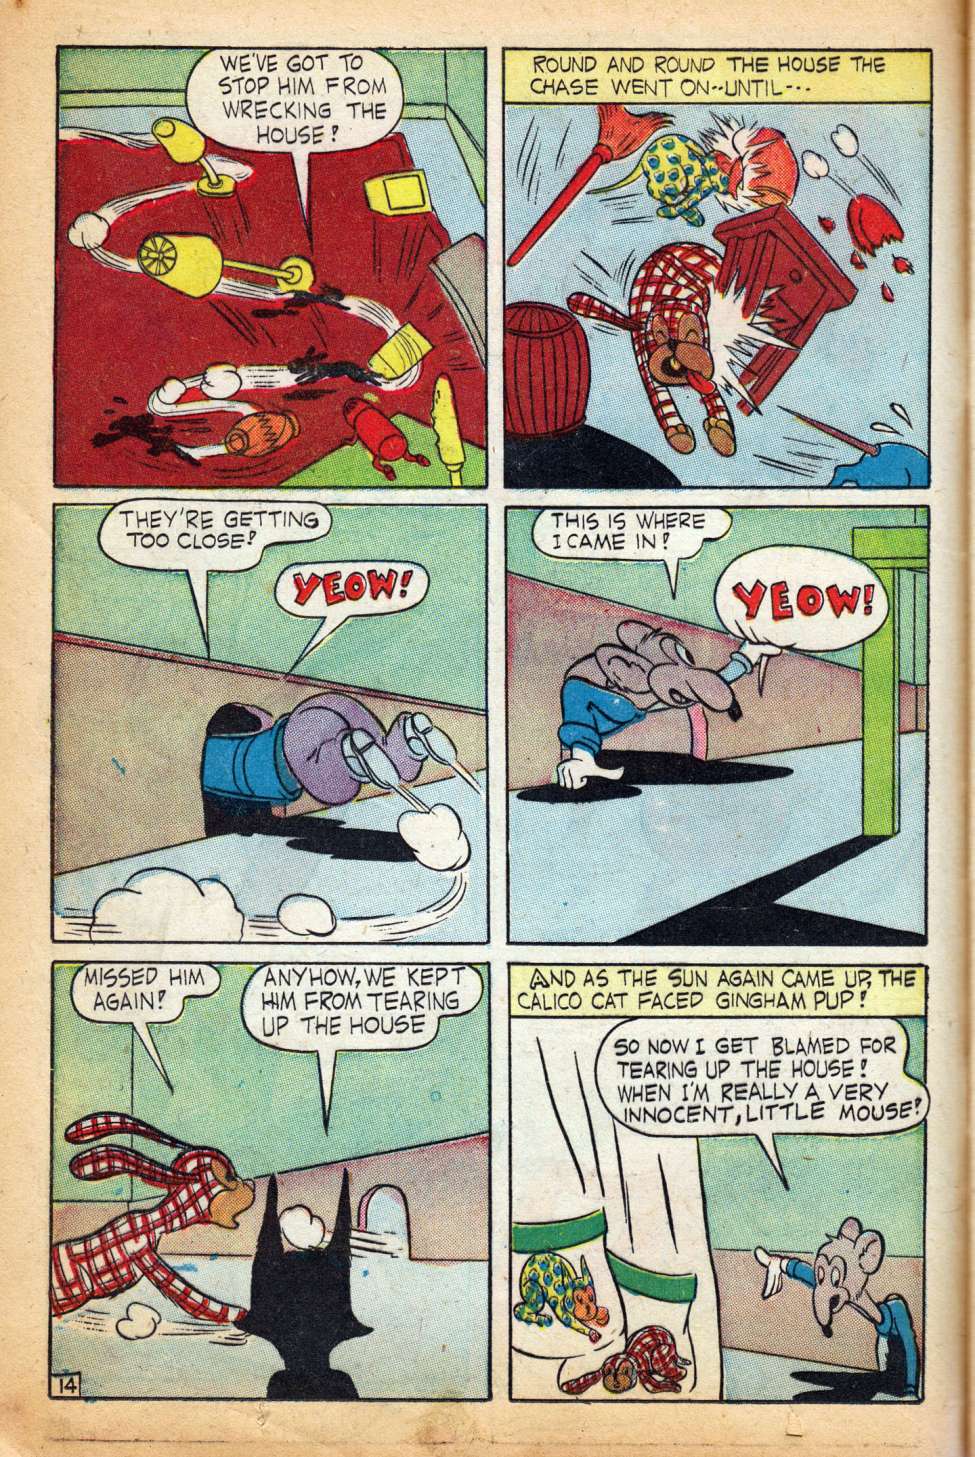 WE'VE GOT TO
STOP HIM FROM
WRECKING THE
HOUSE!
ROUND AND ROUND THE HOUSE THE
CHASE WENT ON--UNTIL---
THEY'RE GETTING
TOO CLOSE!
YEOW!
THIS IS WHERE
I CAME IN!
YEOW!
MISSED HIM
AGAIN!
ANYHOW, WE KEPT
HIM FROM TEARING
UP THE HOUSE
AND AS THE SUN AGAIN CAME UP, THE
CALICO CAT FACED GINGHAM PUP!
SO NOW I GET BLAMED FOR
TEARING UP THE HOUSE!
WHEN I'M REALLY A VERY
INNOCENT, LITTLE MOUSE!
14